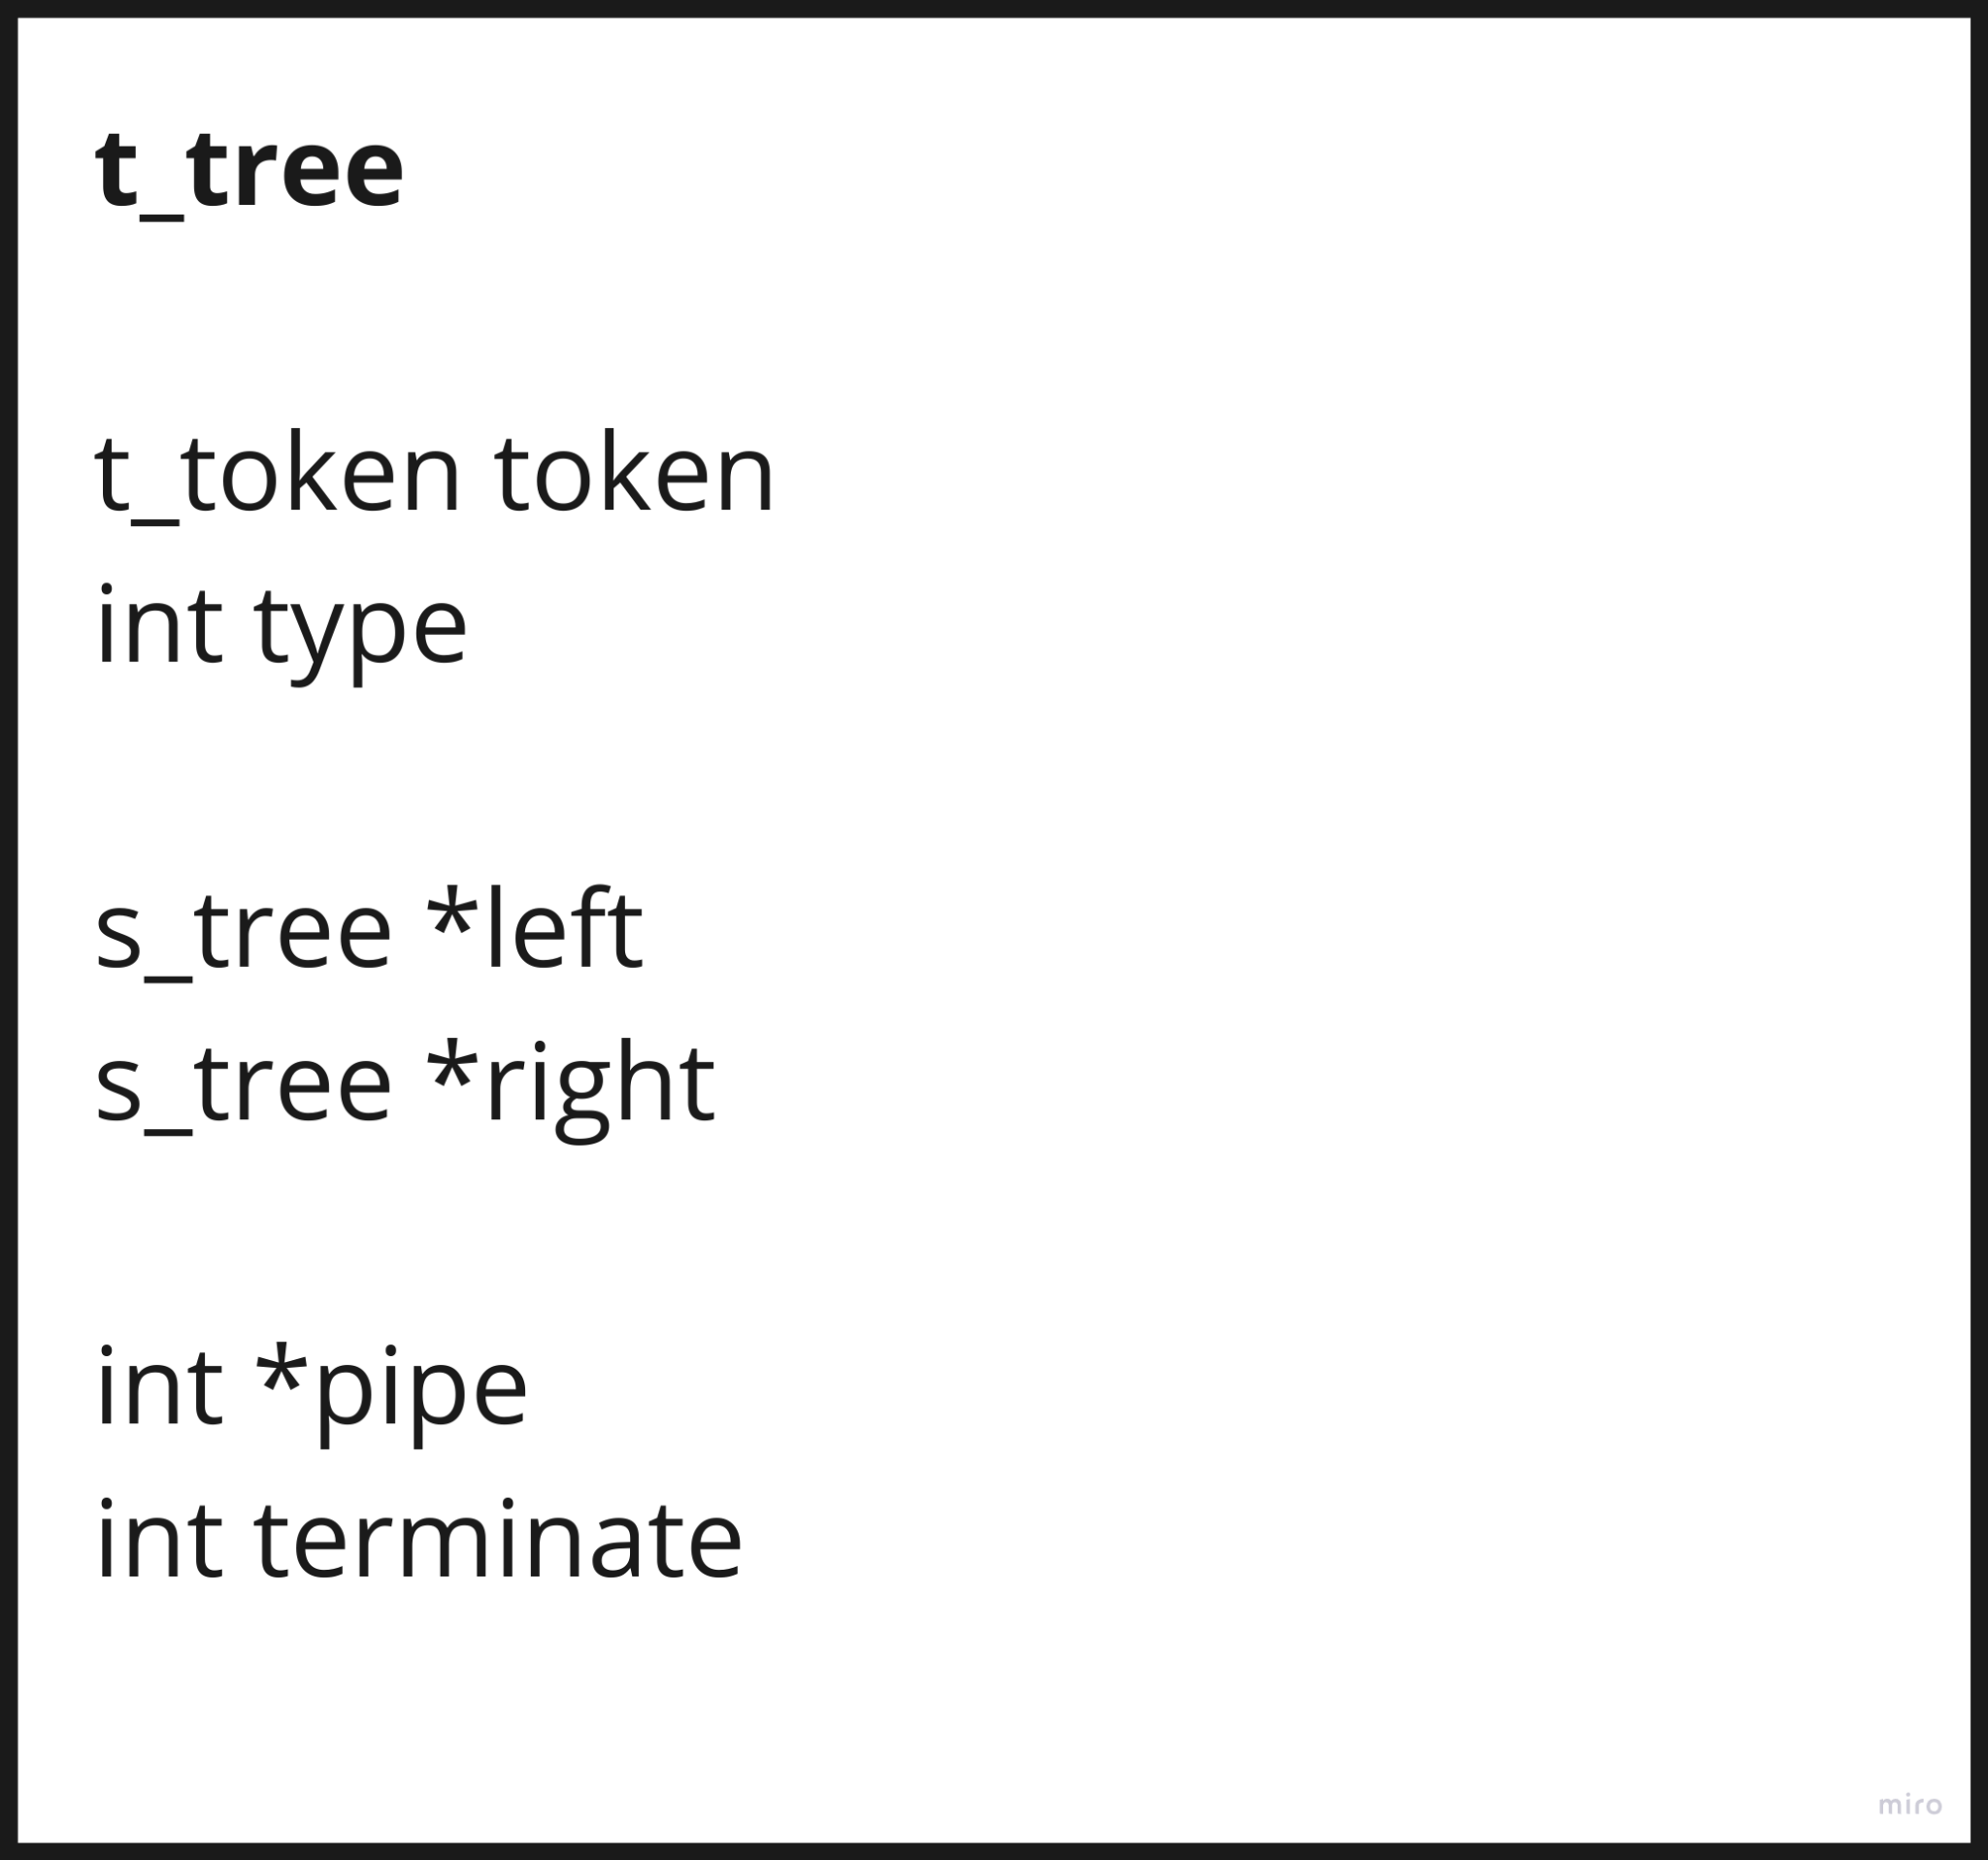 t_tree
t_token token
int type
s_tree *left
s_tree *right
int *pipe
int terminate
miro